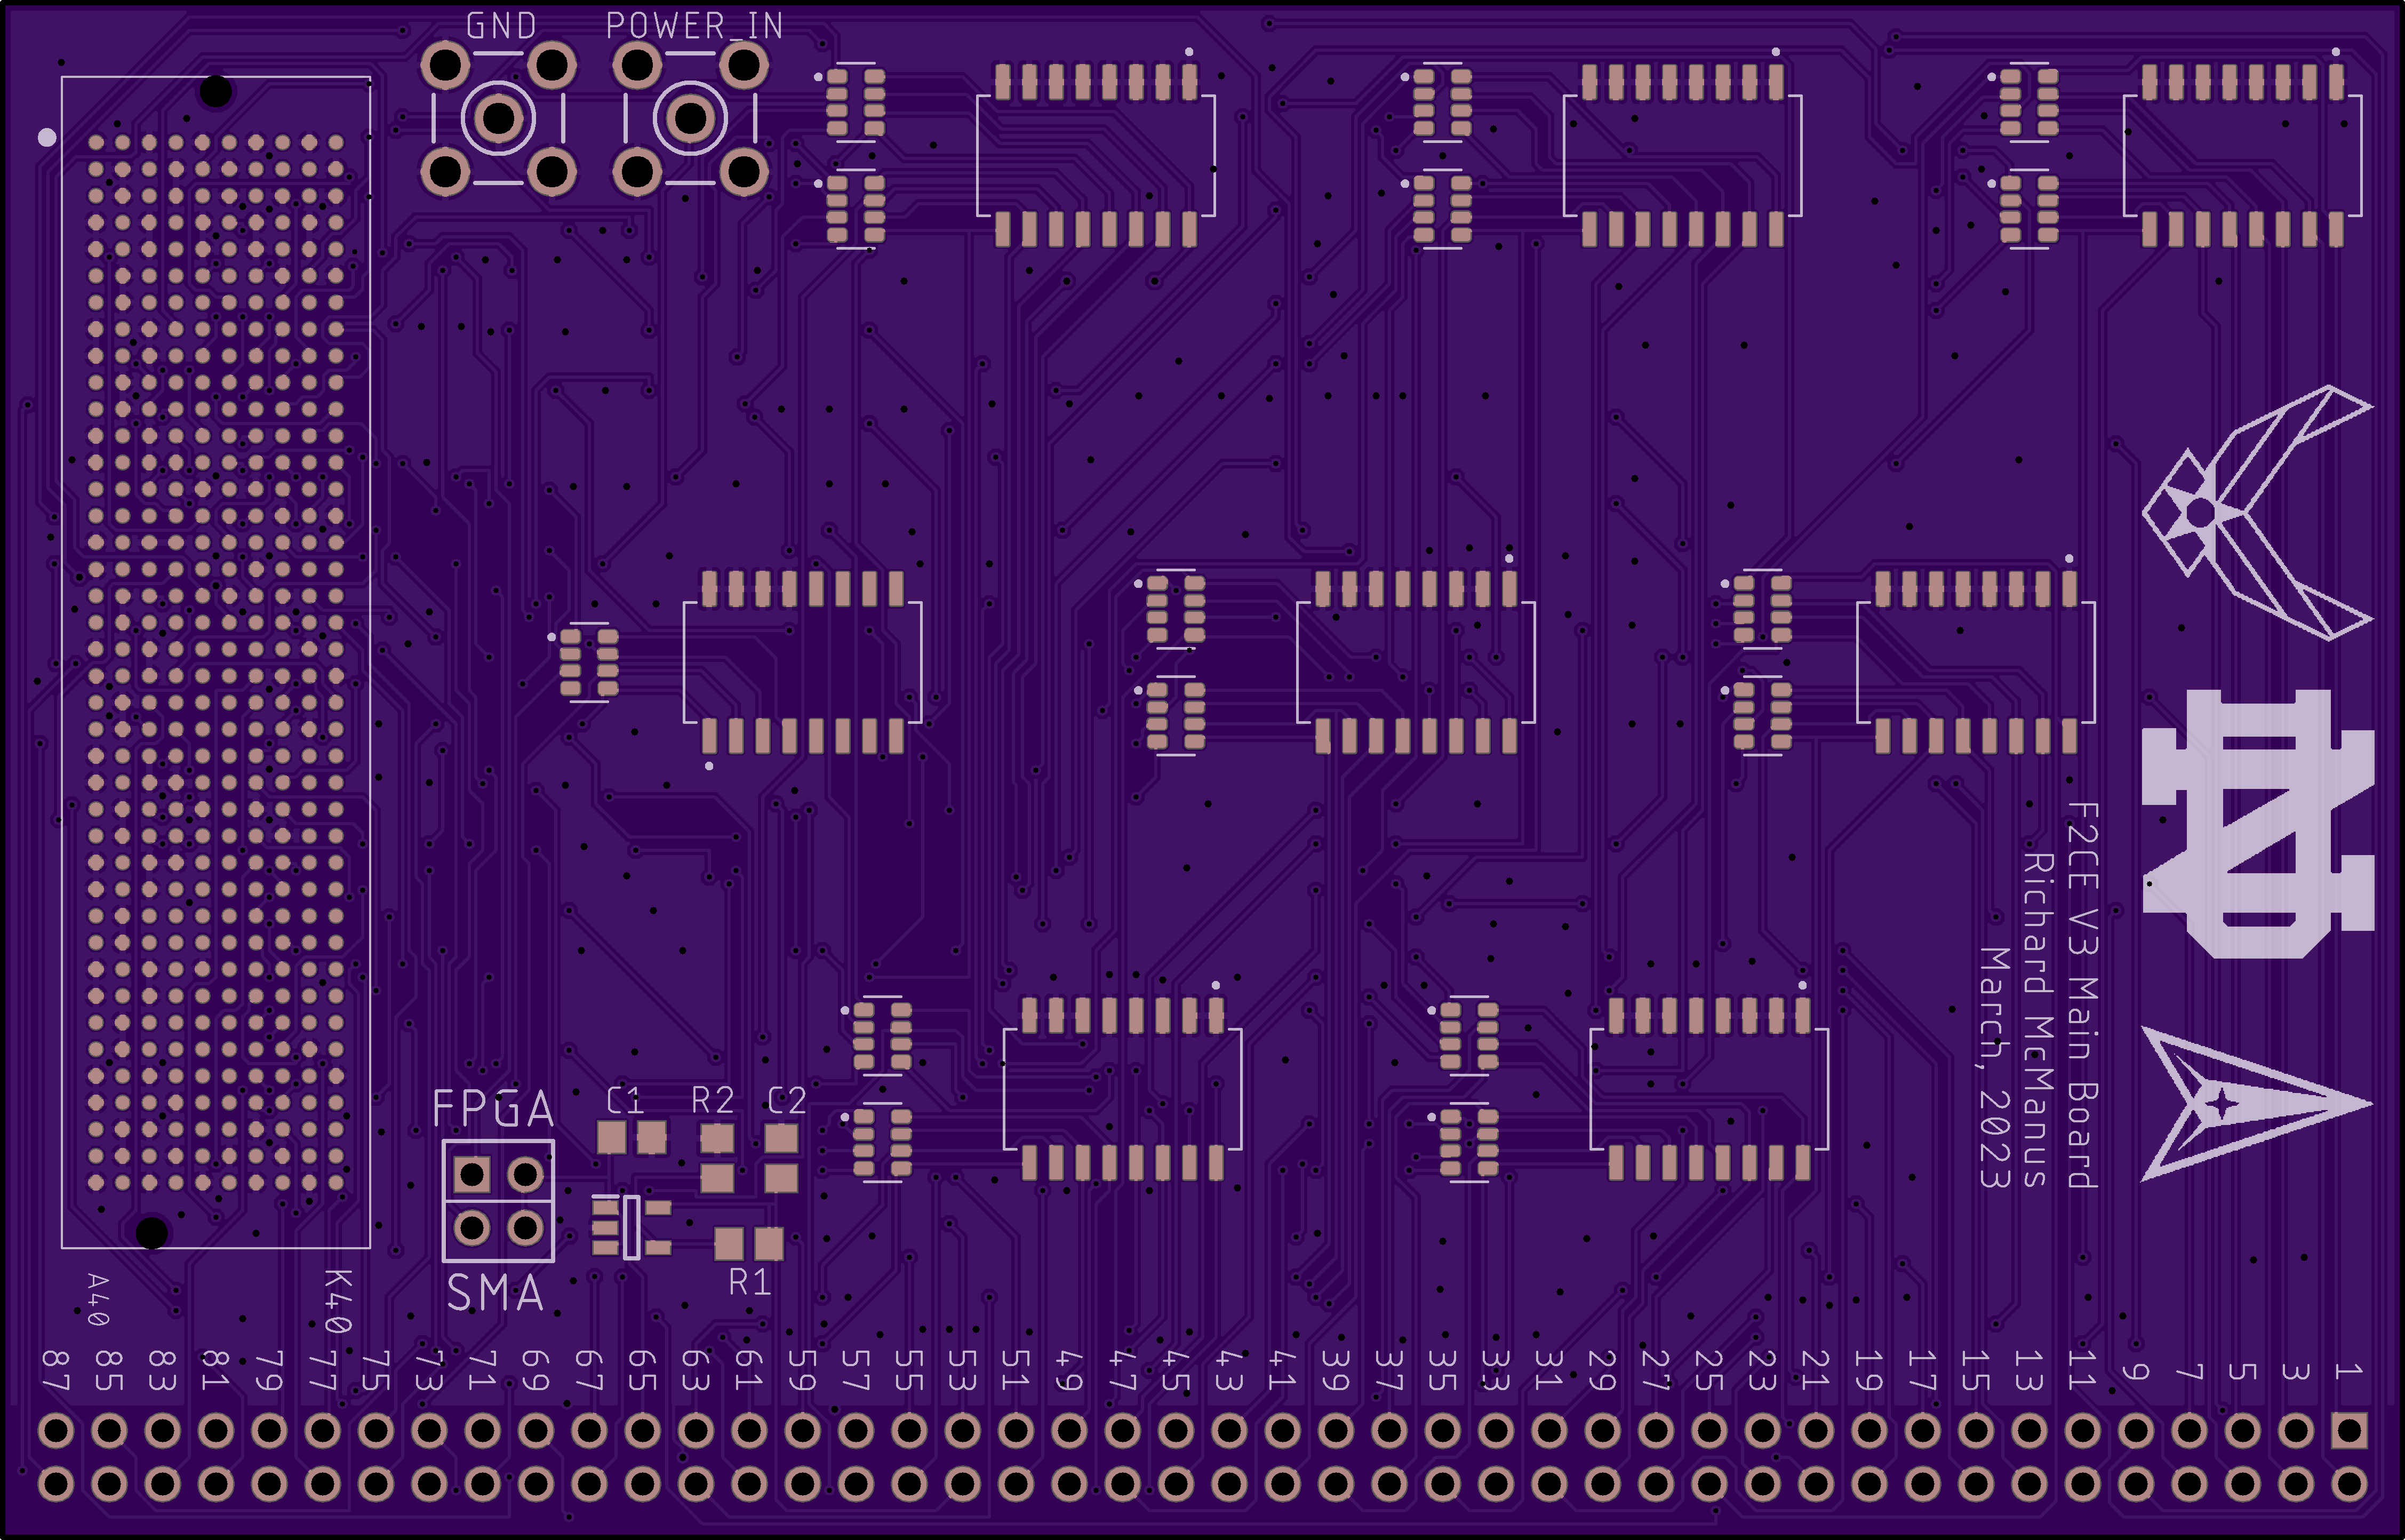 GND POWER_IN
F2CE V3 Main Board
Richard McManus
March, 2023
C1 R2 C2
FPGA
SMA
R1
A40 K40
87 85 83 81 79 77 75 73 71 69 67 65 63 61 59 57 55 53 51 49 47 45 43 41 39 37 35 33 31 29 27 25 23 21 19 17 15 13 11 9 7 5 3 1